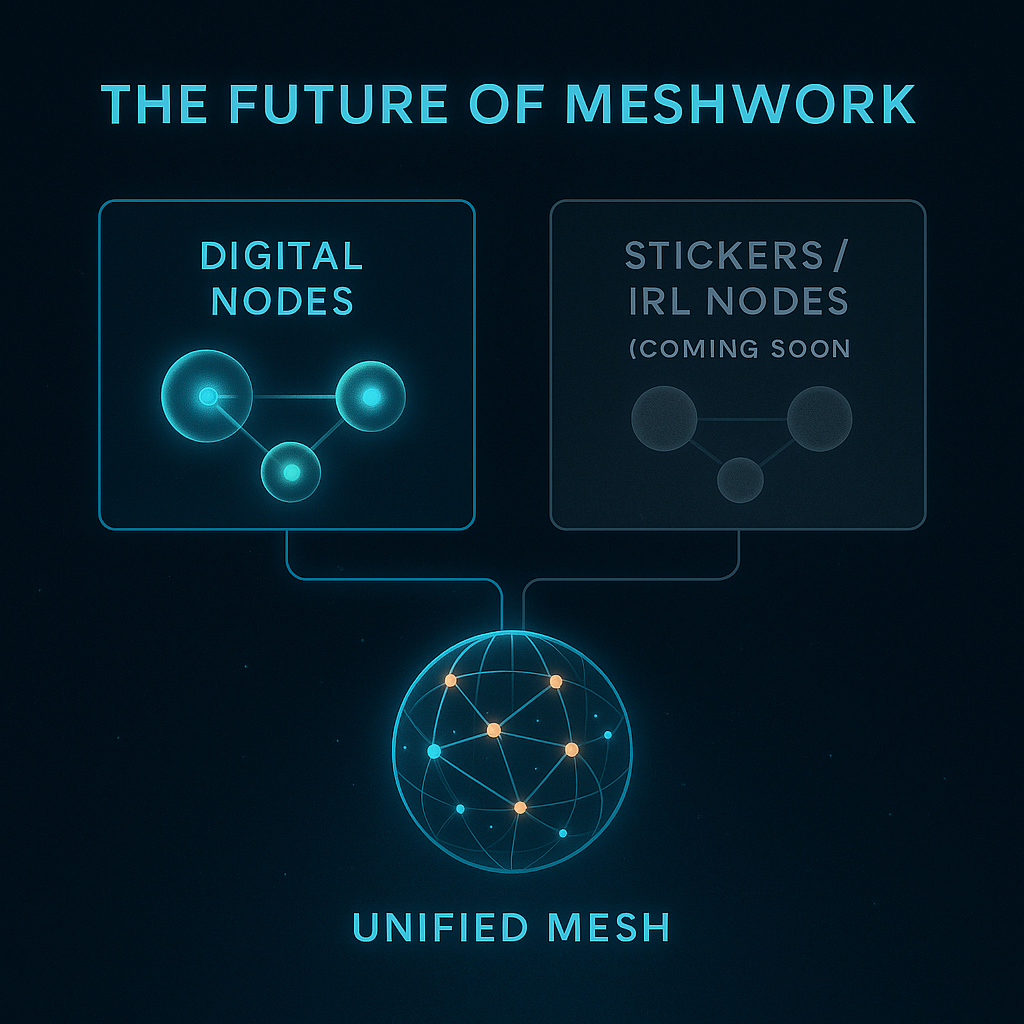 THE FUTURE OF MESHWORK
DIGITAL
NODES
STICKERS /
IRL NODES
(COMING SOON
UNIFIED MESH